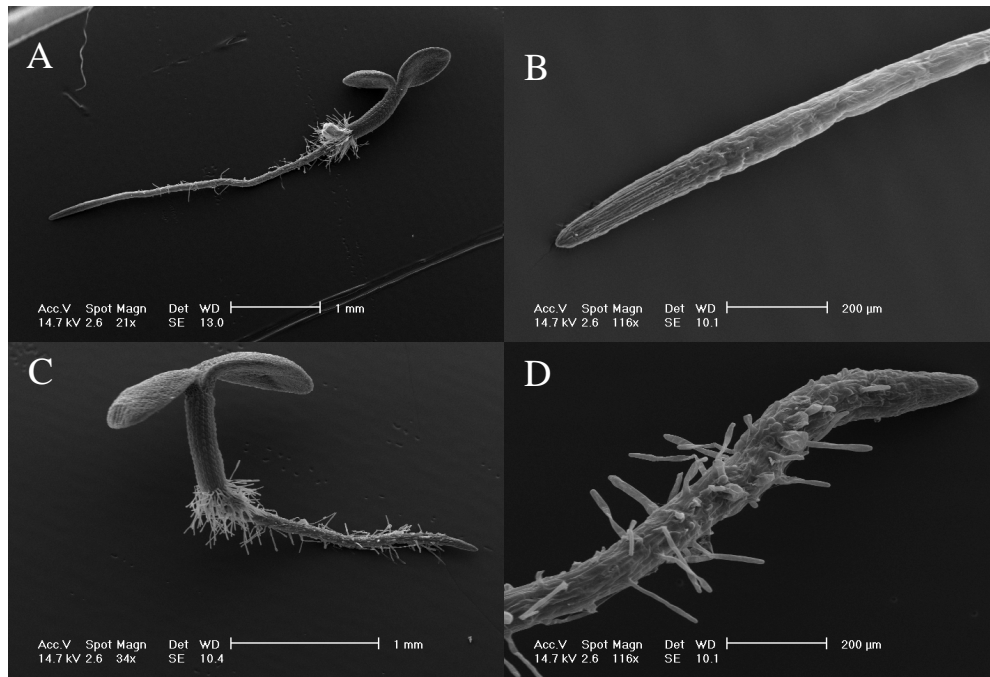 A
Acc.V Spot Magn Det WD 1 mm
14.7 kV 2.6 21x SE 13.0
B
Acc.V Spot Magn Det WD 200 µm
14.7 kV 2.6 116x SE 10.1
C
Acc.V Spot Magn Det WD 1 mm
14.7 kV 2.6 34x SE 10.4
D
Acc.V Spot Magn Det WD 200 µm
14.7 kV 2.6 116x SE 10.1